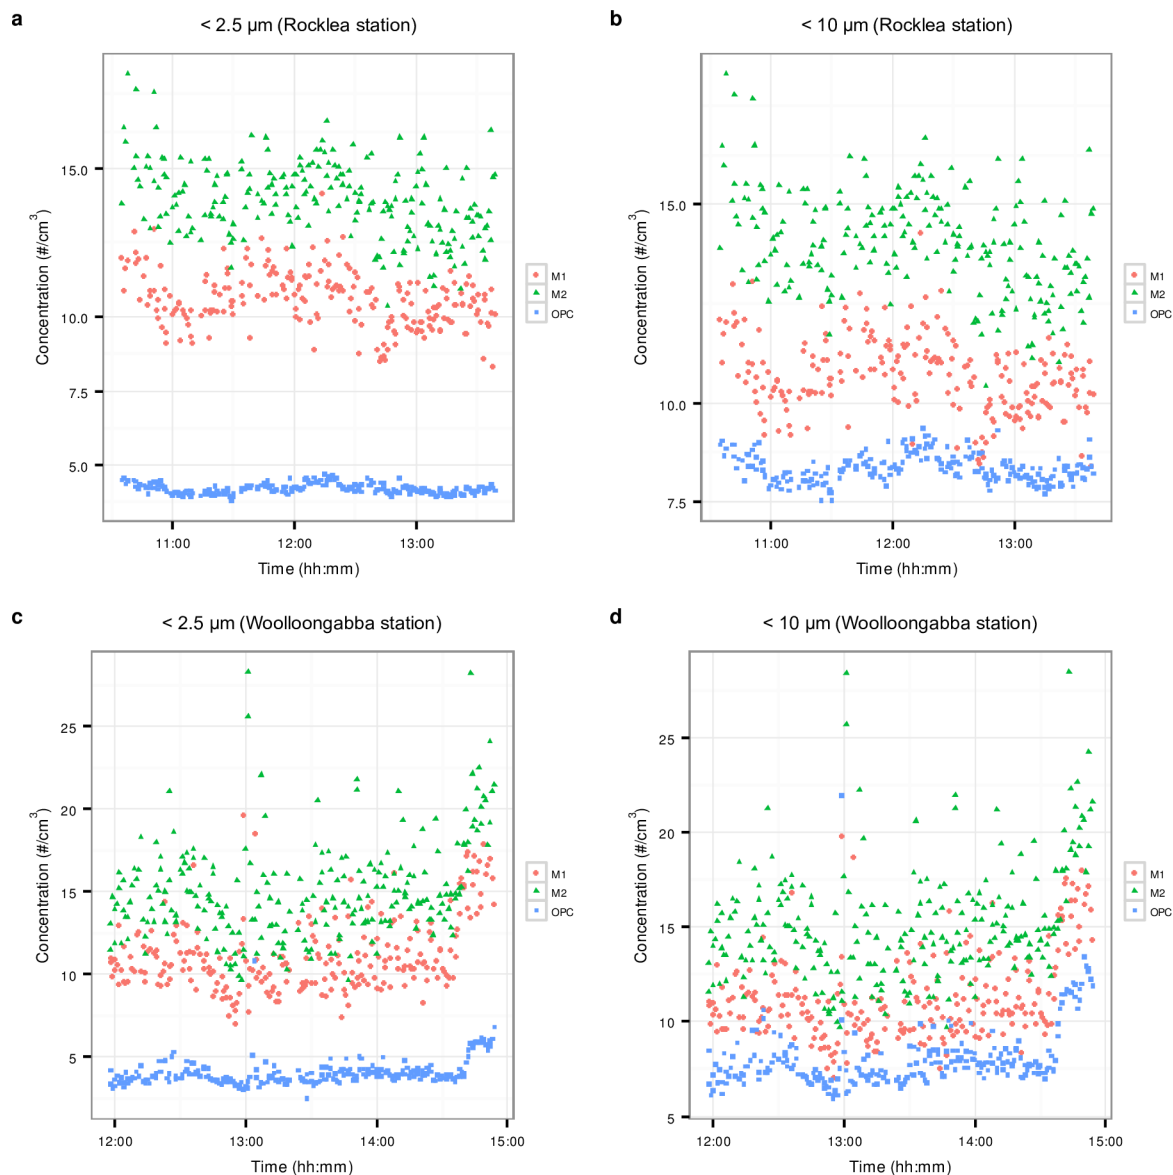 a
< 2.5 µm (Rocklea station)
15.0
10.0
7.5
5.0
Concentration (#/cm³)
11:00 12:00 13:00
Time (hh:mm)
M1
M2
OPC
b
< 10 µm (Rocklea station)
15.0
10.0
7.5
Concentration (#/cm³)
11:00 12:00 13:00
Time (hh:mm)
M1
M2
OPC
c
< 2.5 µm (Woolloongabba station)
25
20
15
10
5
Concentration (#/cm³)
12:00 13:00 14:00 15:00
Time (hh:mm)
M1
M2
OPC
d
< 10 µm (Woolloongabba station)
25
20
15
10
5
Concentration (#/cm³)
12:00 13:00 14:00 15:00
Time (hh:mm)
M1
M2
OPC